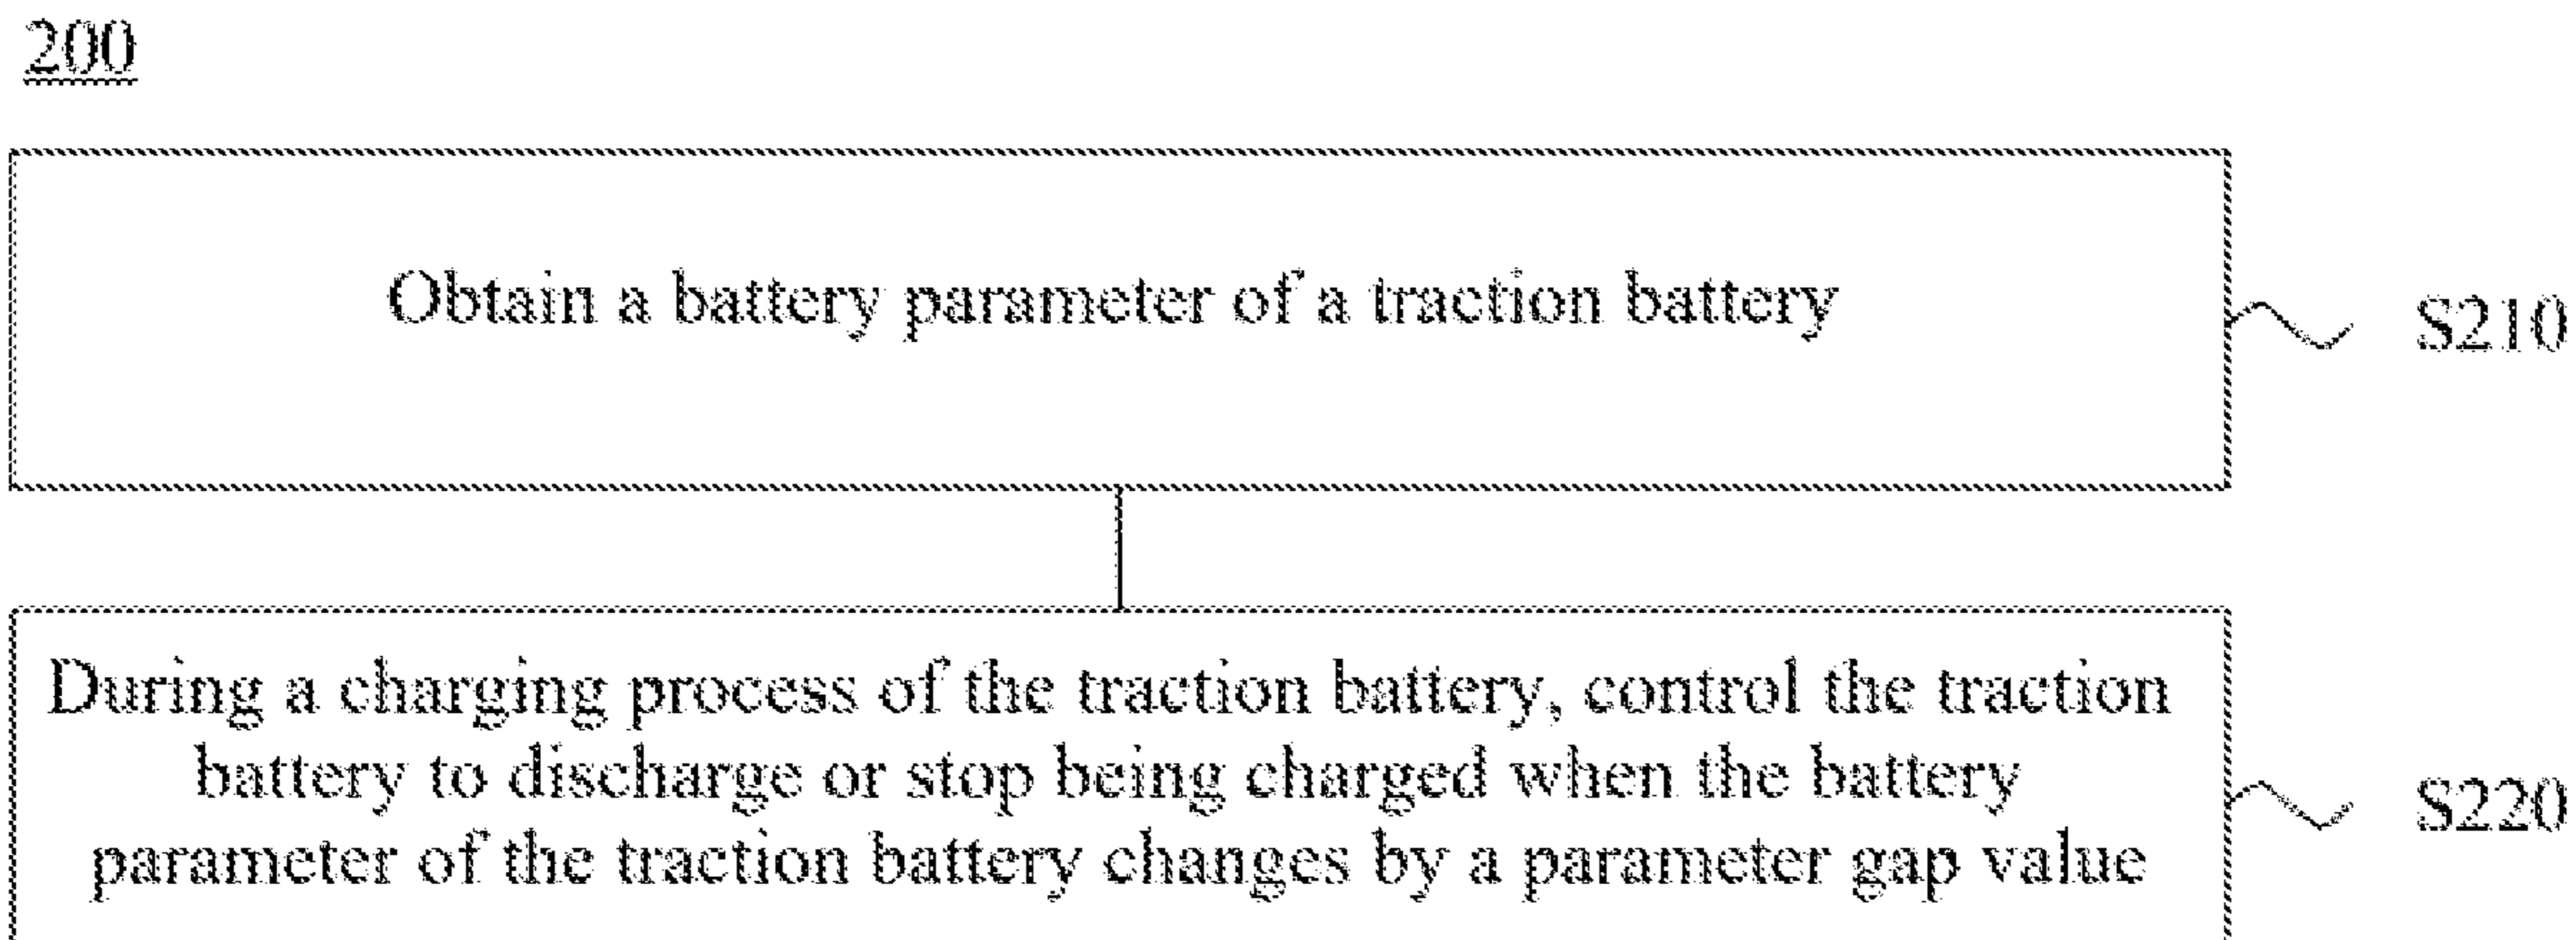 200
Obtain a battery parameter of a traction battery
S210
During a charging process of the traction battery, control the traction
battery to discharge or stop being charged when the battery
parameter of the traction battery changes by a parameter gap value
S220